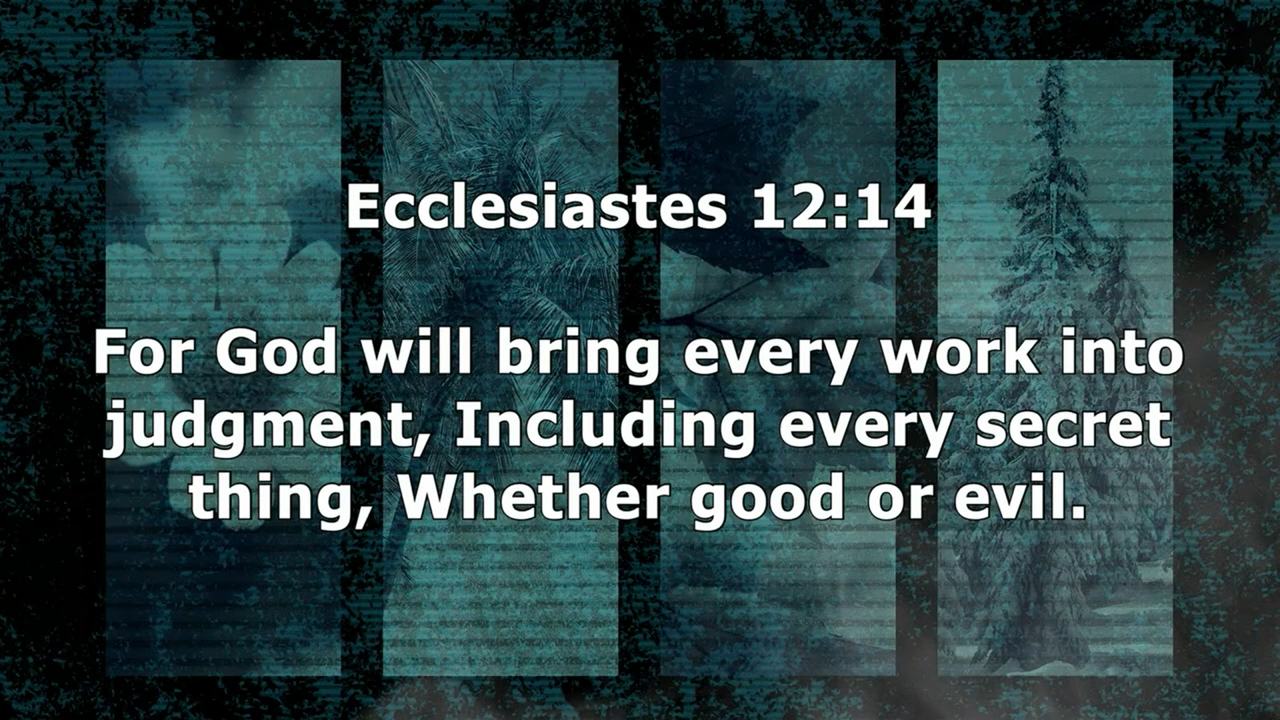 Ecclesiastes 12:14
For God will bring every work into
judgment, Including every secret
thing, Whether good or evil.